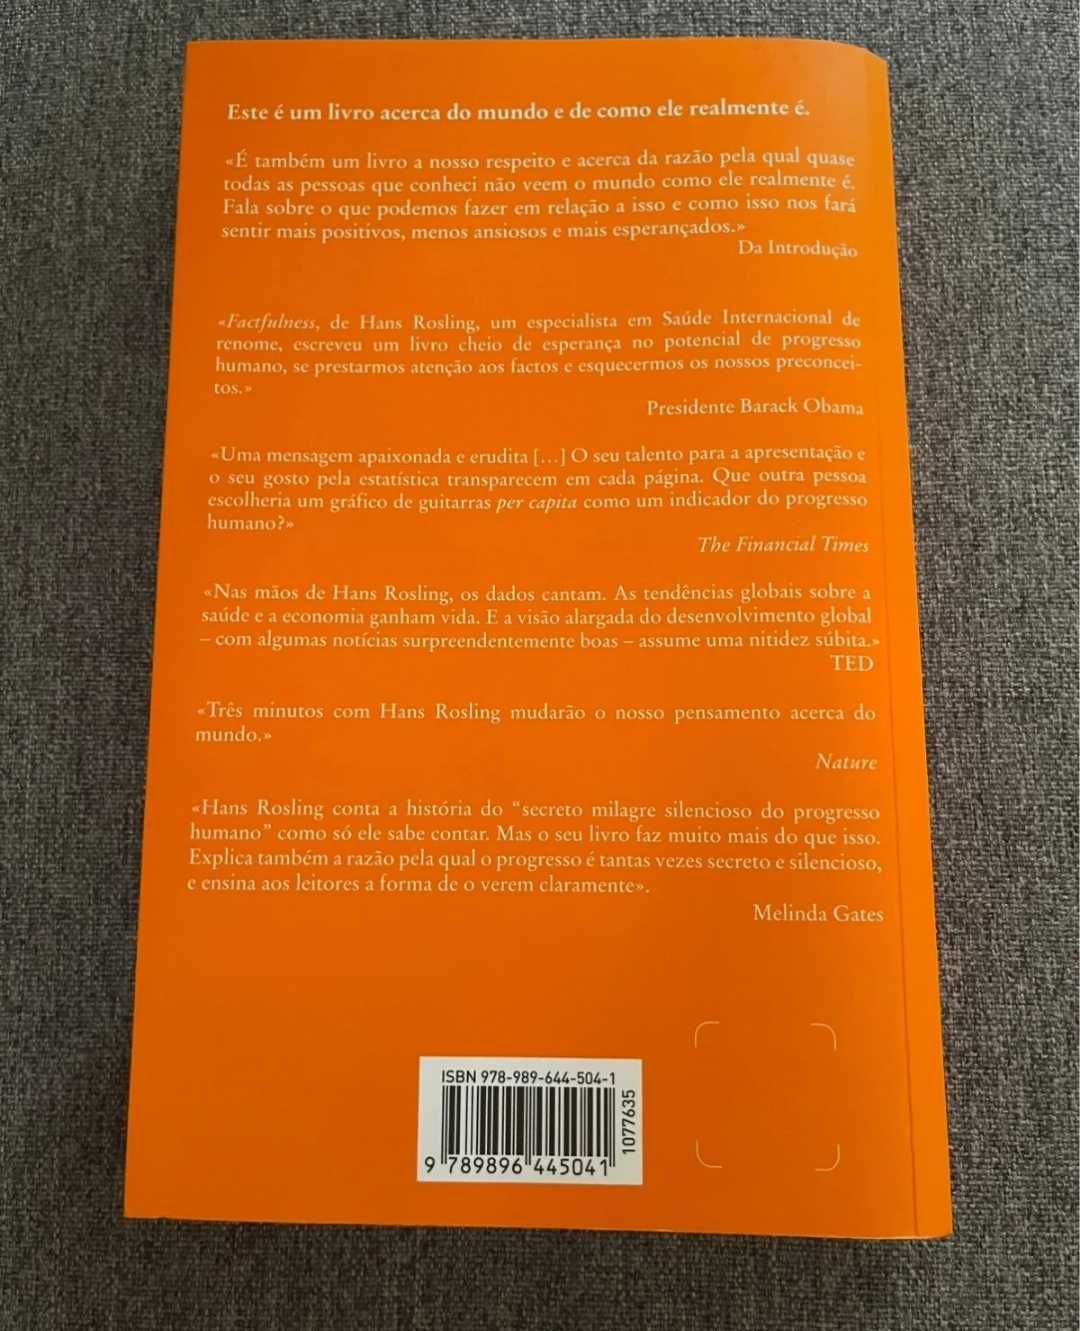 Este é um livro acerca do mundo e de como ele realmente é.
«É também um livro a nosso respeito e acerca da razão pela qual quase
todas as pessoas que conheci não veem o mundo como ele realmente é.
Fala sobre o que podemos fazer em relação a isso e como isso nos fará
sentir mais positivos, menos ansiosos e mais esperançados.»
Da Introdução
«Factfulness, de Hans Rosling, um especialista em Saúde Internacional de
renome, escreveu um livro cheio de esperança no potencial de progresso
humano, se prestarmos atenção aos factos e esquecermos os nossos preconcei-
tos.»
Presidente Barack Obama
«Uma mensagem apaixonada e erudita [...] O seu talento para a apresentação e
o seu gosto pela estatística transparecem em cada página. Que outra pessoa
escolheria um gráfico de guitarras per capita como um indicador do progresso
humano?»
The Financial Times
«Nas mãos de Hans Rosling, os dados cantam. As tendências globais sobre a
saúde e a economia ganham vida. E a visão alargada do desenvolvimento global
– com algumas notícias surpreendentemente boas – assume uma nitidez súbita.»
TED
«Três minutos com Hans Rosling mudarão o nosso pensamento acerca do
mundo.»
Nature
«Hans Rosling conta a história do “secreto milagre silencioso do progresso
humano” como só ele sabe contar. Mas o seu livro faz muito mais do que isso.
Explica também a razão pela qual o progresso é tantas vezes secreto e silencioso,
e ensina aos leitores a forma de o verem claramente».
Melinda Gates
ISBN 978-989-644-504-1
9 789896 445041
1077635